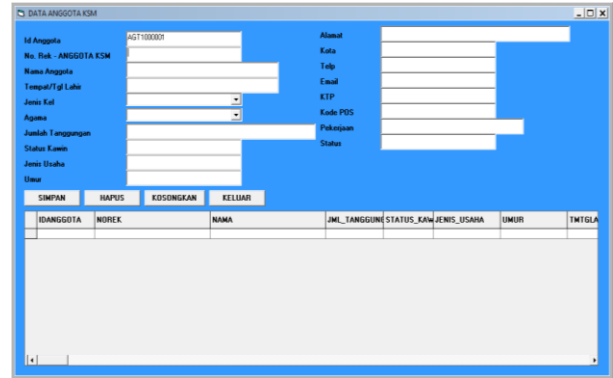 DATA ANGGOTA KSM
Id Anggota AGT1000001
No. Rek - ANGGOTA KSM
Nama Anggota
Tempat/Tgl Lahir
Jenis Kel
Agama
Jumlah Tanggungan
Status Kawin
Jenis Usaha
Umur
Alamat
Kota
Telp
Email
KTP
Kode POS
Pekerjaan
Status
SIMPAN HAPUS KOSONGKAN KELUAR
IDANGGOTA NOREK NAMA JML_TANGGUNG STATUS_KAW JENIS_USAHA UMUR TMTGLA